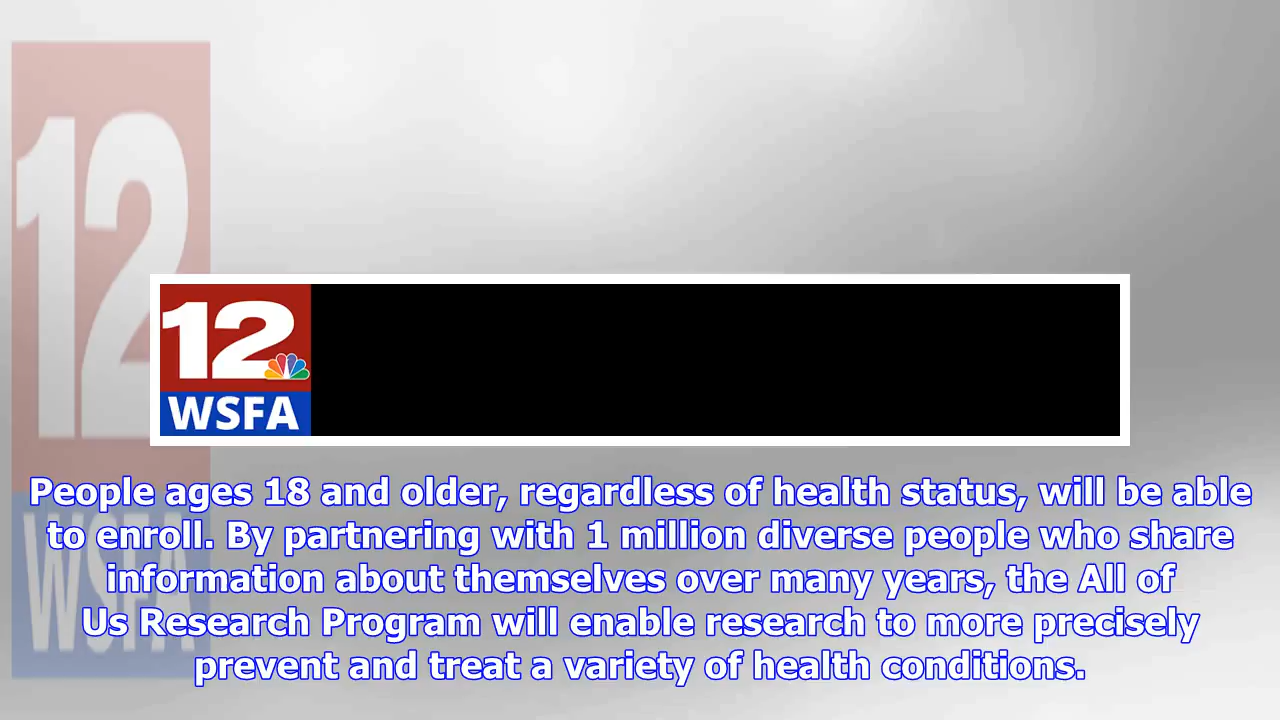 12
WSFA
12
WSFA
People ages 18 and older, regardless of health status, will be able
to enroll. By partnering with 1 million diverse people who share
information about themselves over many years, the All of
Us Research Program will enable research to more precisely
prevent and treat a variety of health conditions.